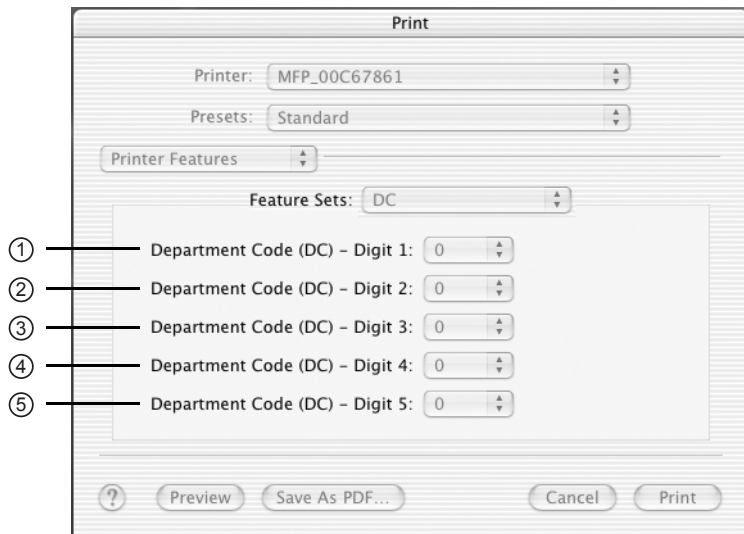 Print
Printer: MFP_00C67861
Presets: Standard
Printer Features
Feature Sets: DC
① Department Code (DC) – Digit 1: 0
② Department Code (DC) – Digit 2: 0
③ Department Code (DC) – Digit 3: 0
④ Department Code (DC) – Digit 4: 0
⑤ Department Code (DC) – Digit 5: 0
? Preview Save As PDF... Cancel Print